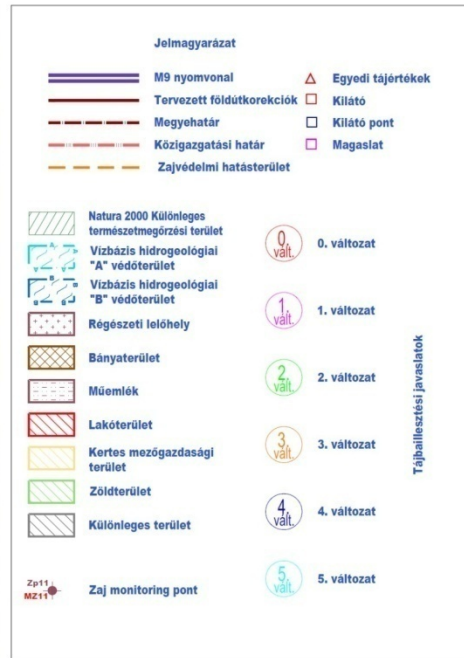 Jelmagyarázat
M9 nyomvonal
Tervezett földútkorekciók
Megyehatár
Közigazgatási határ
Zajvédelmi hatásterület
Egyedi tájértékek
Kilátó
Kilátó pont
Magaslat
Natura 2000 Különleges
természetmegőrzési terület
Vízbázis hidrogeológiai
"A" védőterület
Vízbázis hidrogeológiai
"B" védőterület
Régészeti lelőhely
Bányaterület
Műemlék
Lakóterület
Kertes mezőgazdasági
terület
Zöldterület
Különleges terület
Zp11
MZ11
Zaj monitoring pont
0
vált.
0. változat
1.
vált.
1. változat
2.
vált.
2. változat
3
vált.
3. változat
4
vált.
4. változat
5.
vált.
5. változat
Tájbaillesztési javaslatok